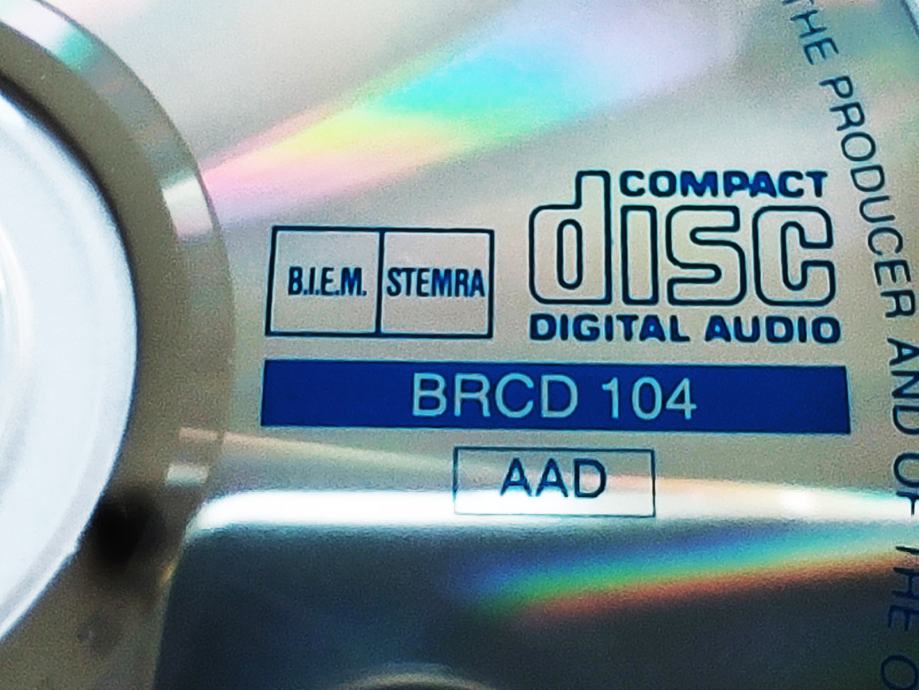 COMPACT
disc
DIGITAL AUDIO
B.I.E.M. STEMRA
BRCD 104
AAD
THE PRODUCER AND OF THE